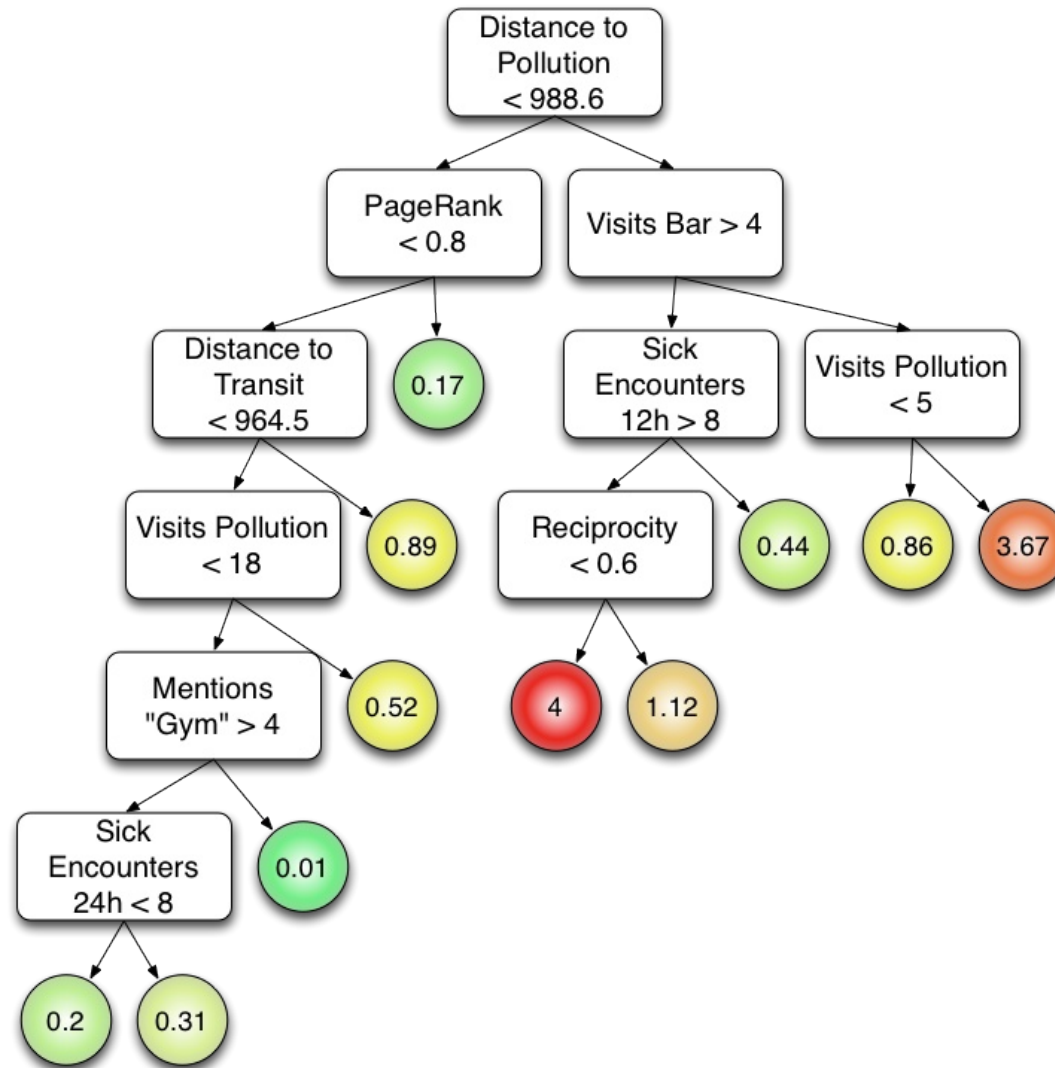 Distance to
Pollution
< 988.6
PageRank
< 0.8
Visits Bar > 4
Distance to
Transit
< 964.5
0.17
Sick
Encounters
12h > 8
Visits Pollution
< 5
Visits Pollution
< 18
0.89
Reciprocity
< 0.6
0.44
0.86
3.67
Mentions
"Gym" > 4
0.52
4
1.12
Sick
Encounters
24h < 8
0.01
0.2
0.31